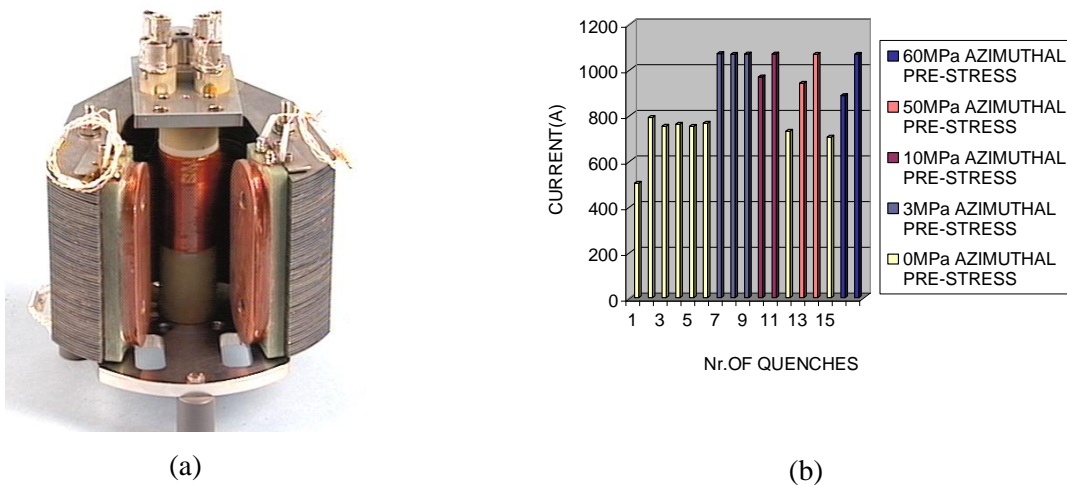 1200
1000
800
600
400
200
0
CURRENT(A)
1 3 5 7 9 11 13 15
Nr.OF QUENCHES
60MPa AZIMUTHAL
PRE-STRESS
50MPa AZIMUTHAL
PRE-STRESS
10MPa AZIMUTHAL
PRE-STRESS
3MPa AZIMUTHAL
PRE-STRESS
0MPa AZIMUTHAL
PRE-STRESS
(a)
(b)